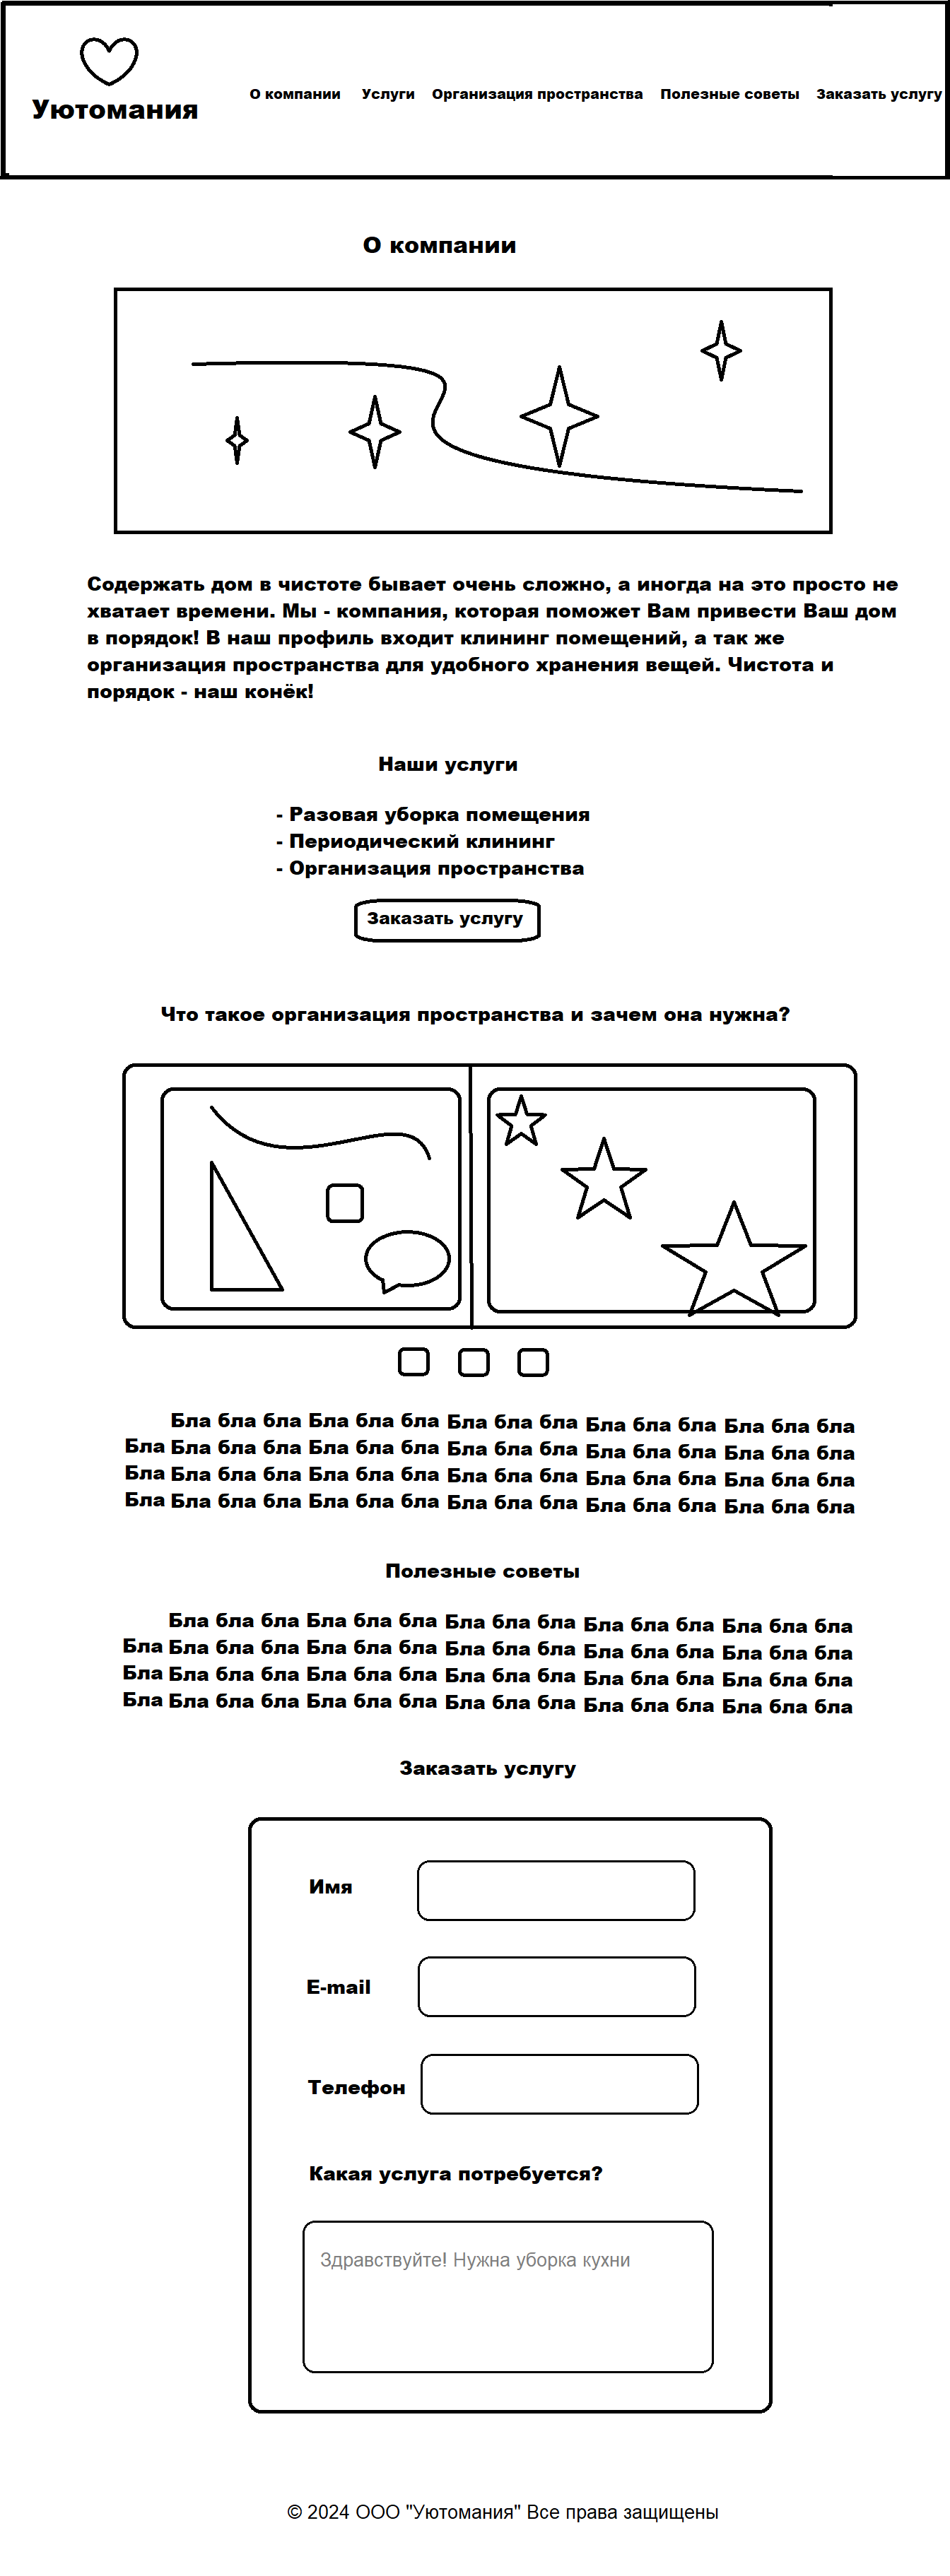 Уютомания
О компании Услуги Организация пространства Полезные советы Заказать услугу
О компании
Содержать дом в чистоте бывает очень сложно, а иногда на это просто не
хватает времени. Мы - компания, которая поможет Вам привести Ваш дом
в порядок! В наш профиль входит клининг помещений, а так же
организация пространства для удобного хранения вещей. Чистота и
порядок - наш конёк!
Наши услуги
- Разовая уборка помещения
- Периодический клининг
- Организация пространства
Заказать услугу
Что такое организация пространства и зачем она нужна?
Бла бла бла Бла бла бла Бла бла бла Бла бла бла Бла бла бла
Бла Бла бла бла Бла бла бла Бла бла бла Бла бла бла Бла бла бла
Бла Бла бла бла Бла бла бла Бла бла бла Бла бла бла Бла бла бла
Бла Бла бла бла Бла бла бла Бла бла бла Бла бла бла Бла бла бла
Полезные советы
Бла бла бла Бла бла бла Бла бла бла Бла бла бла Бла бла бла
Бла Бла бла бла Бла бла бла Бла бла бла Бла бла бла Бла бла бла
Бла Бла бла бла Бла бла бла Бла бла бла Бла бла бла Бла бла бла
Бла Бла бла бла Бла бла бла Бла бла бла Бла бла бла Бла бла бла
Заказать услугу
Имя
E-mail
Телефон
Какая услуга потребуется?
Здравствуйте! Нужна уборка кухни
© 2024 ООО "Уютомания" Все права защищены